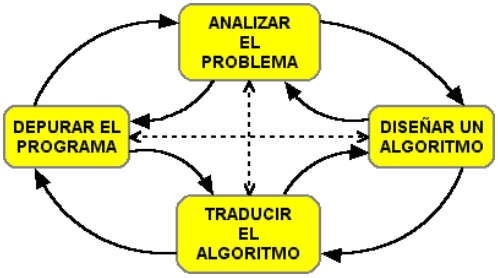 ANALIZAR
EL
PROBLEMA
DEPURAR EL
PROGRAMA
DISEÑAR UN
ALGORITMO
TRADUCIR
EL
ALGORITMO